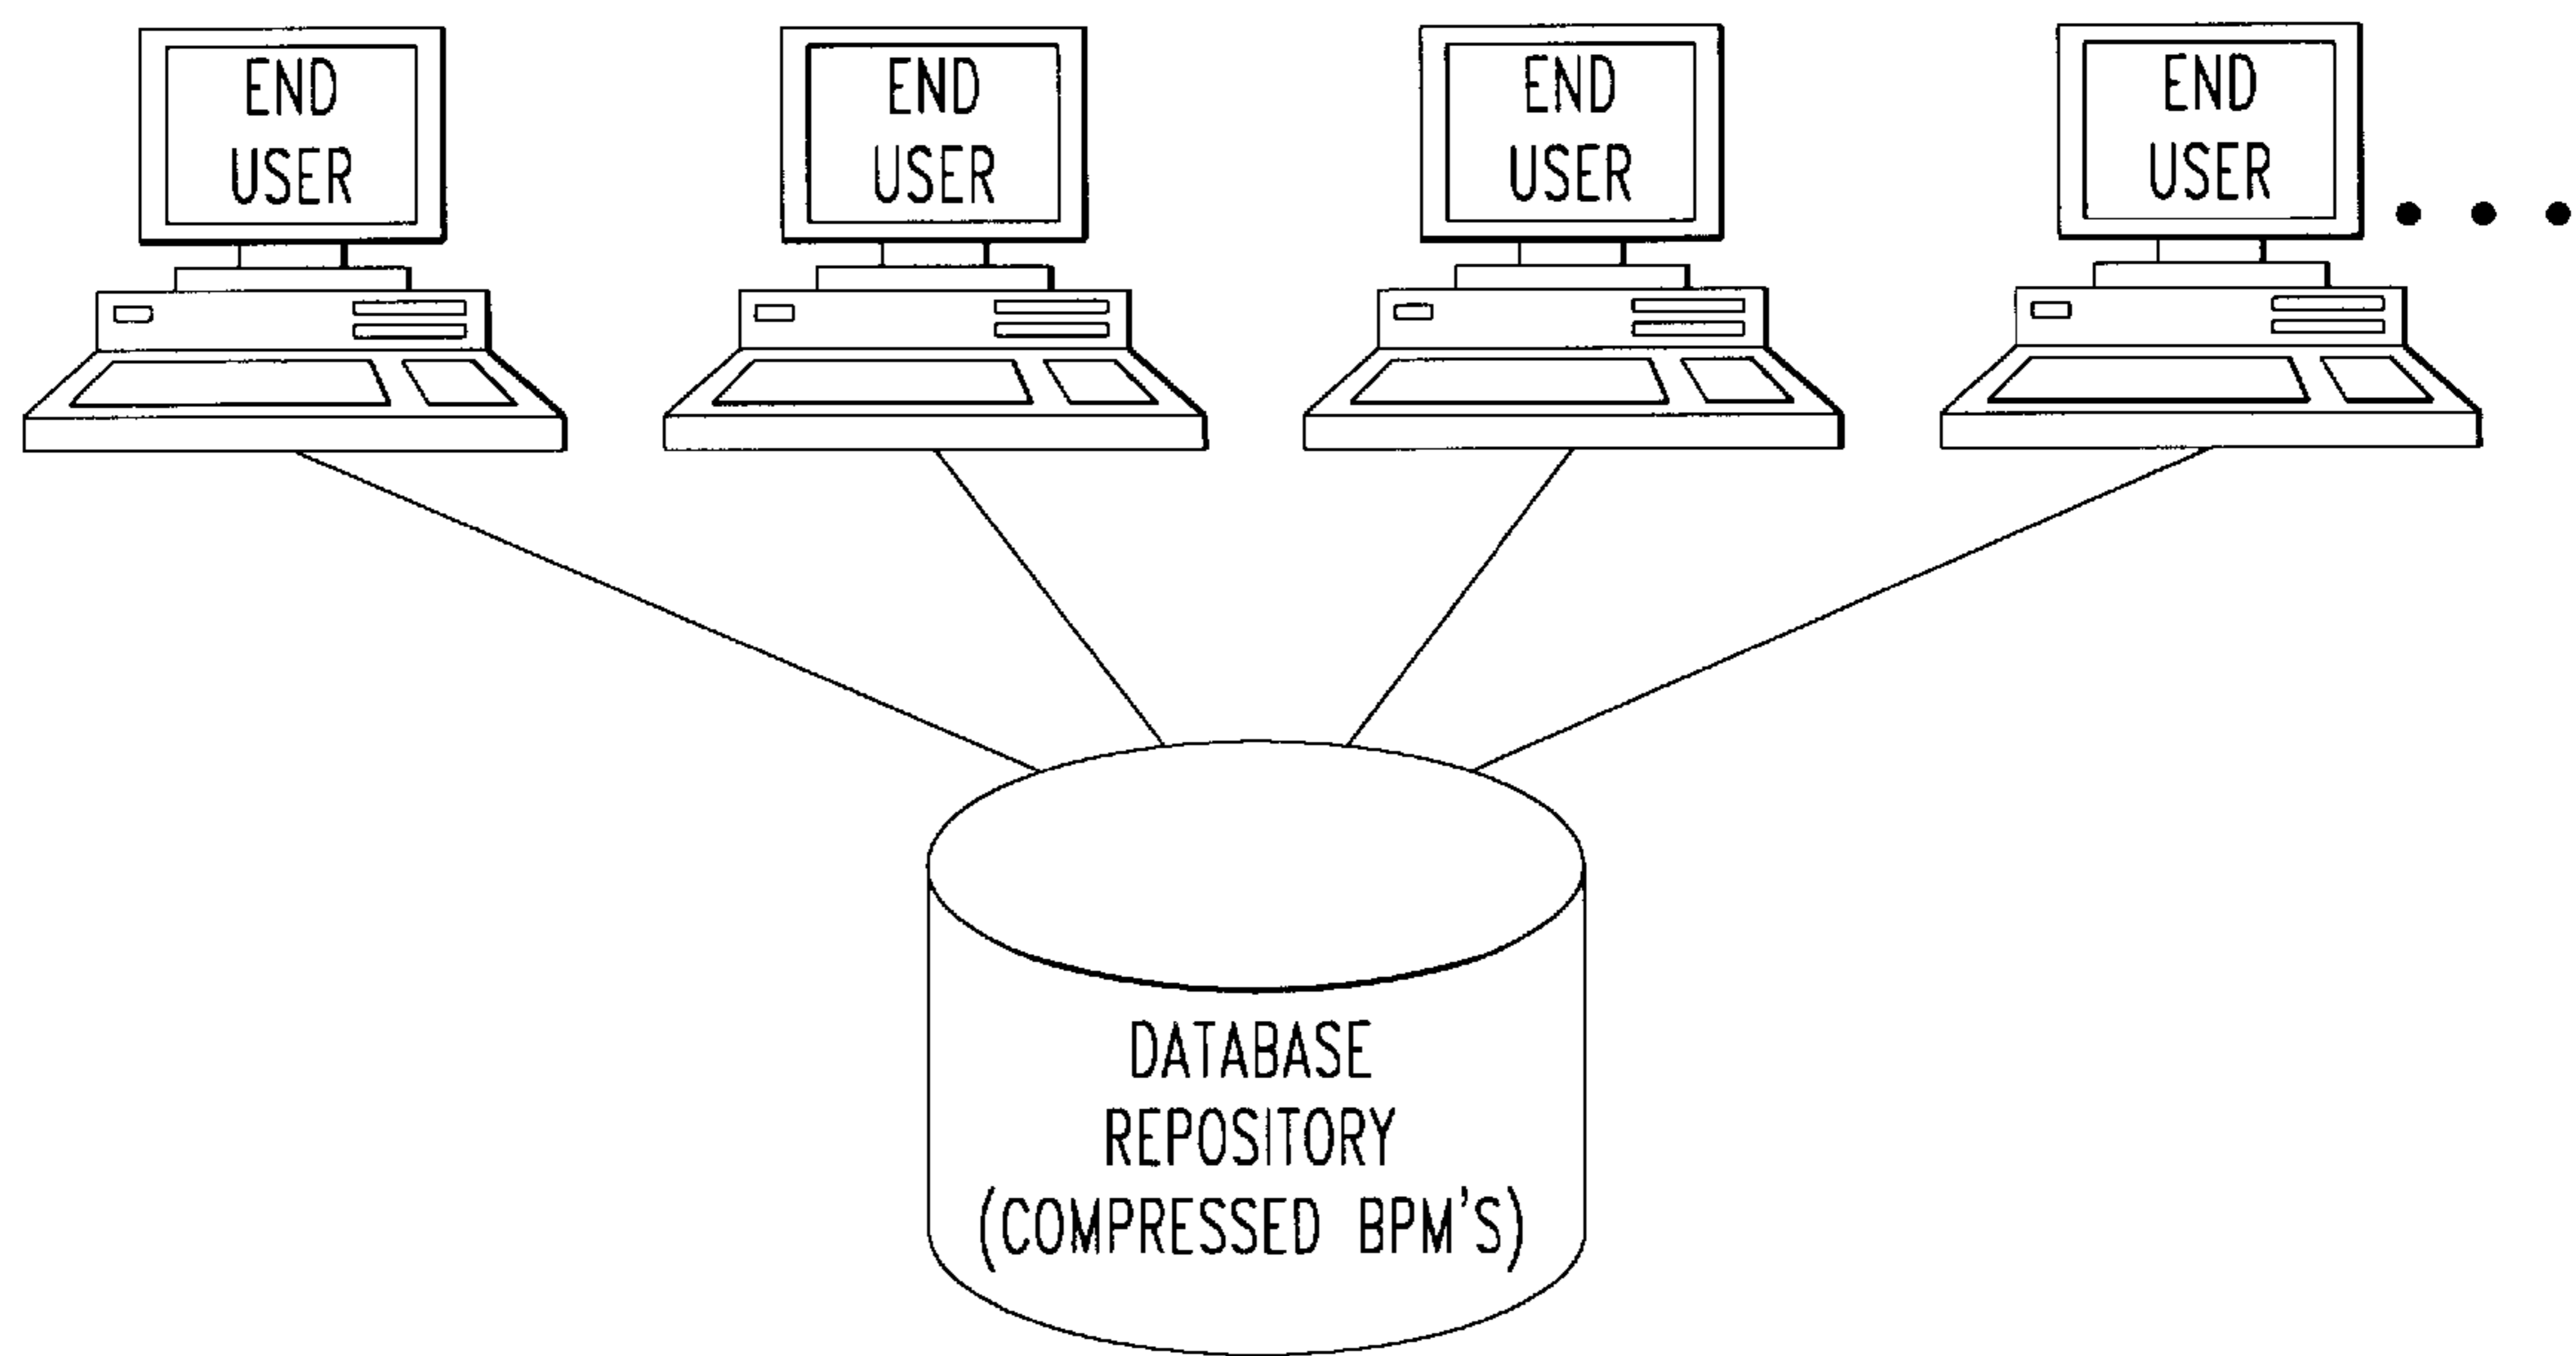 END
USER
END
USER
END
USER
END
USER
DATABASE
REPOSITORY
(COMPRESSED BPM'S)